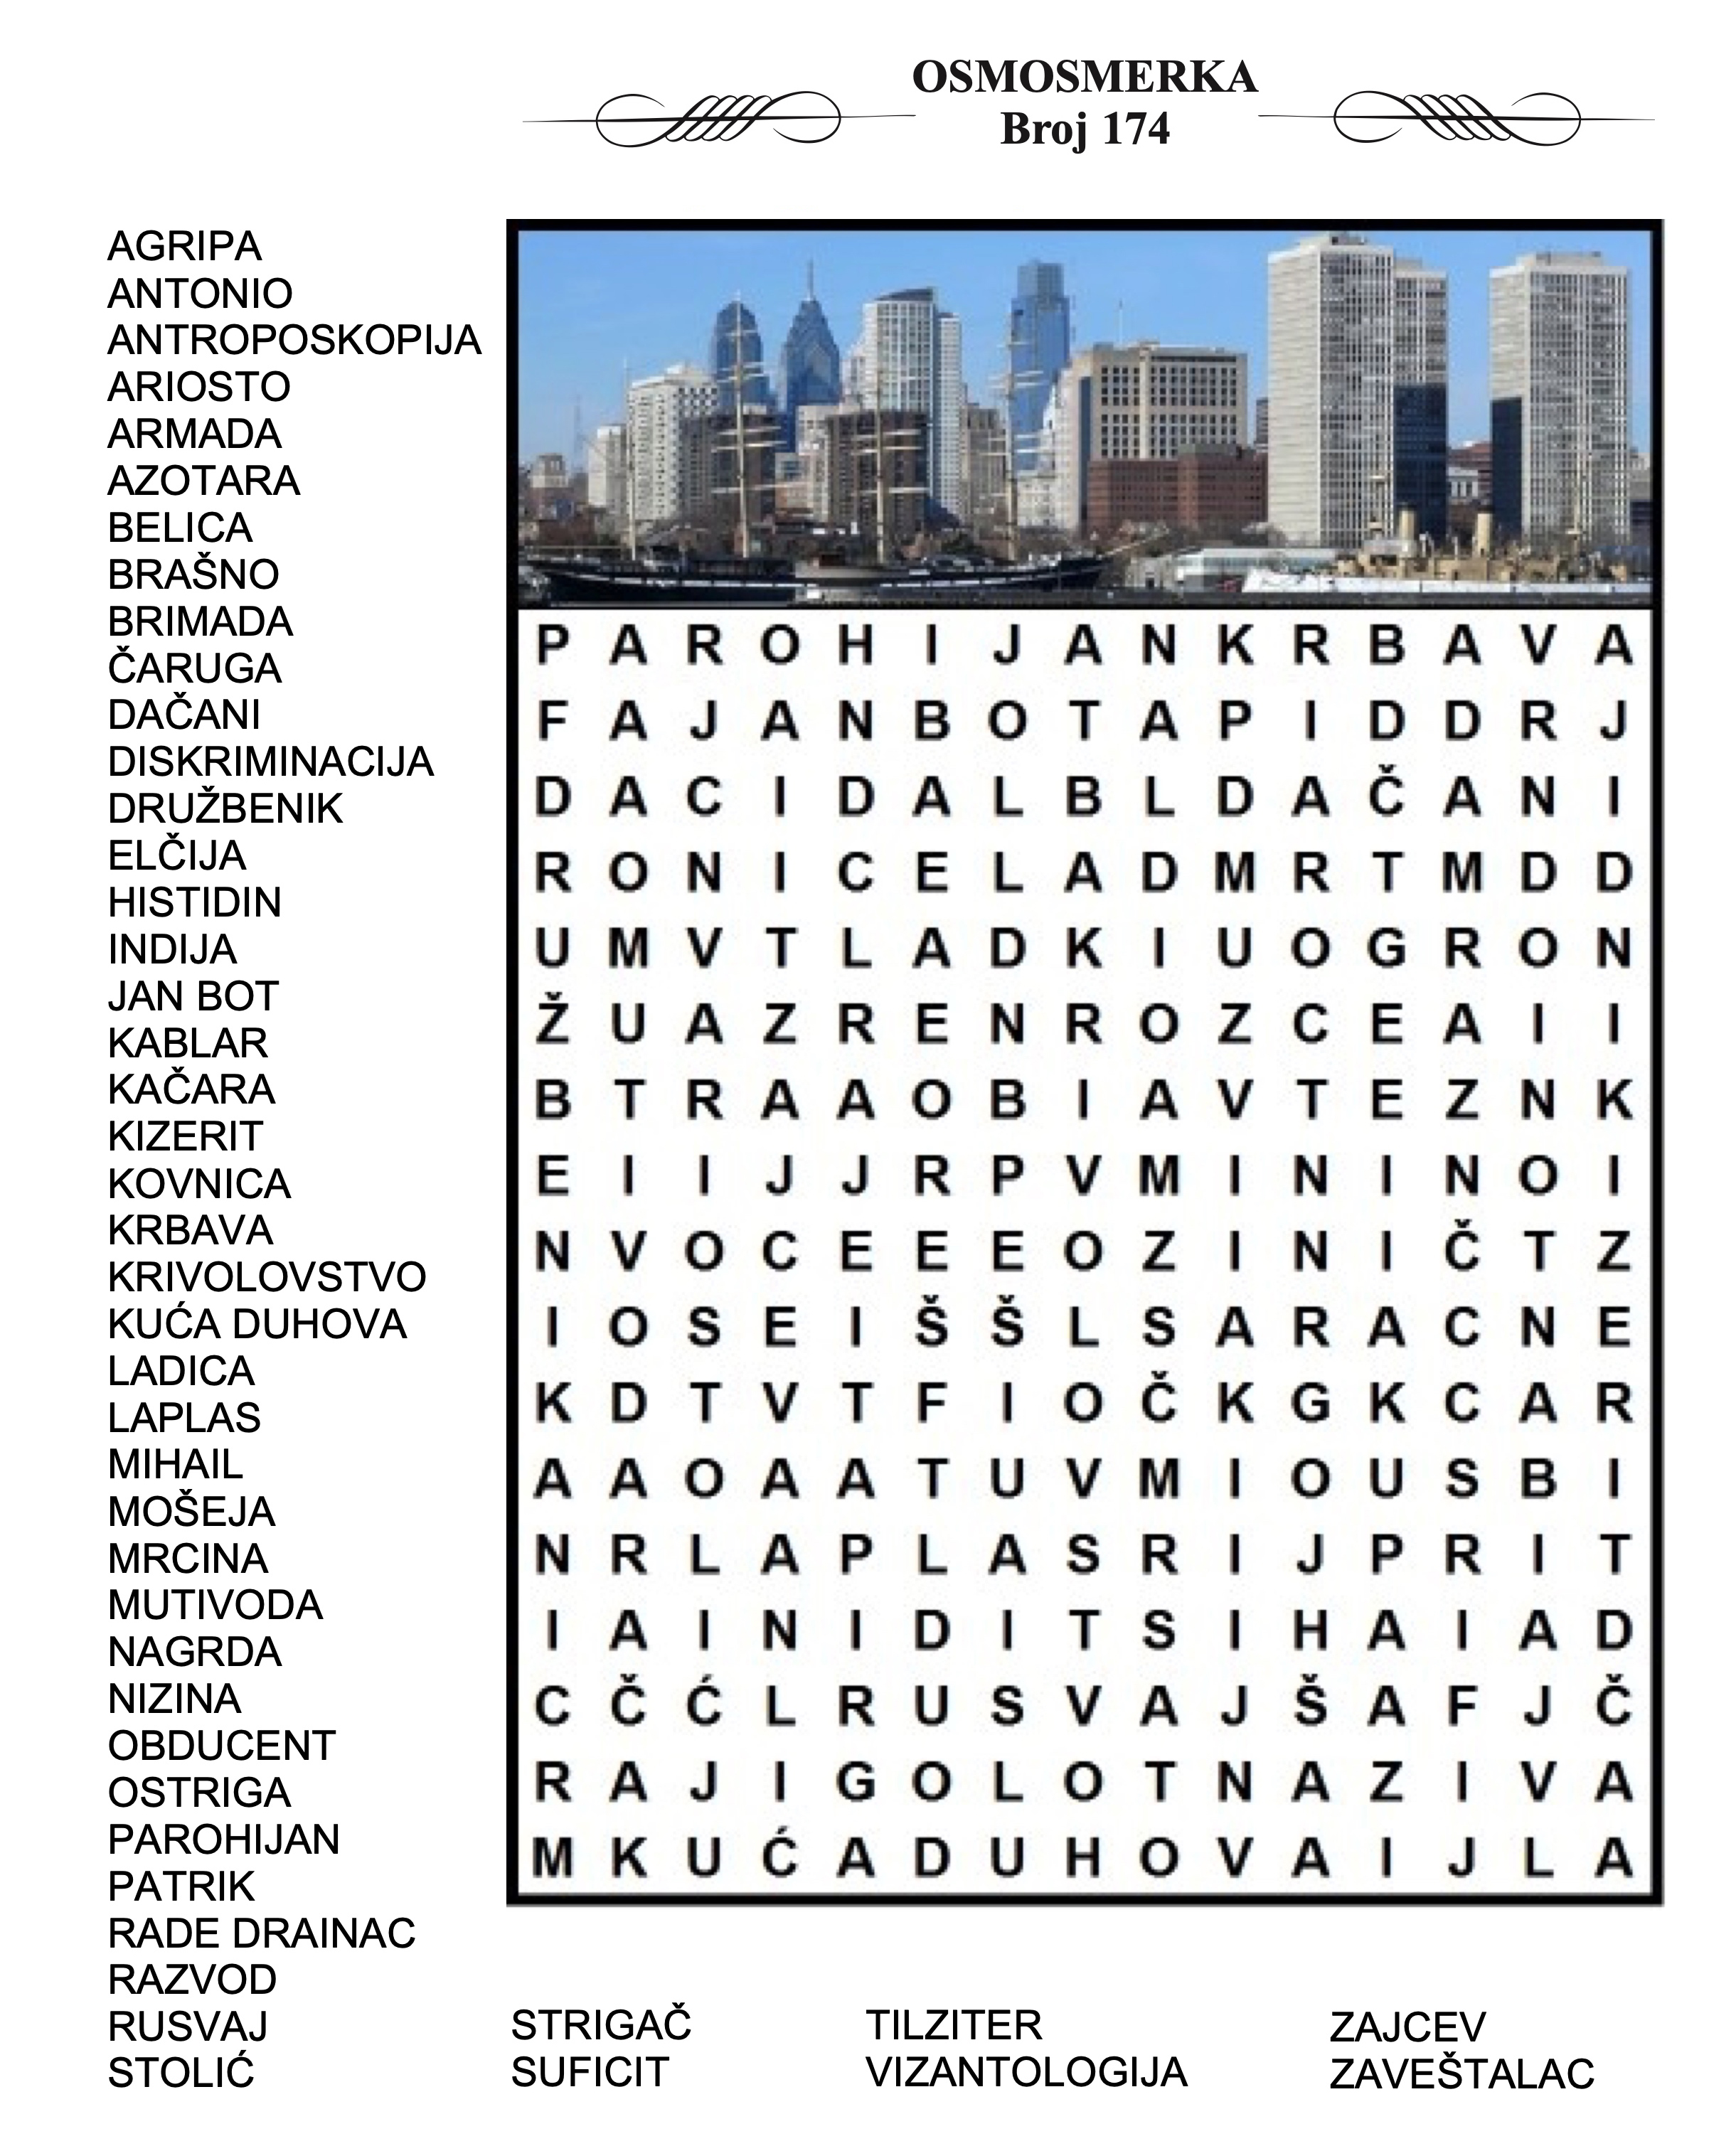 OSMOSMERKA
Broj 174
AGRIPA
ANTONIO
ANTROPOSKOPIJA
ARIOSTO
ARMADA
AZOTARA
BELICA
BRAŠNO
BRIMADA
ČARUGA
DAČANI
DISKRIMINACIJA
DRUŽBENIK
ELČIJA
HISTIDIN
INDIJA
JAN BOT
KABLAR
KAČARA
KIZERIT
KOVNICA
KRBAVA
KRIVOLOVSTVO
KUĆA DUHOVA
LADICA
LAPLAS
MIHAIL
MOŠEJA
MRCINA
MUTIVODA
NAGRDA
NIZINA
OBDUCENT
OSTRIGA
PAROHIJAN
PATRIK
RADE DRAINAC
RAZVOD
RUSVAJ
STOLIĆ
P A R O H I J A N K R B A V A
F A J A N B O T A P I D D R J
D A C I D A L B L D A Č A N I
R O N I C E L A D M R T M D D
U M V T L A D K I U O G R O N
Ž U A Z R E N R O Z C E A I I
B T R A A O B I A V T E Z N K
E I I J J R P V M I N I N O I
N V O C E E E O Z I N I Č T Z
I O S E I Š Š L S A R A C N E
K D T V T F I O Č K G K C A R
A A O A A T U V M I O U S B I
N R L A P L A S R I J P R I T
I A I N I D I T S I H A I A D
C Č Ć L R U S V A J Š A F J Č
R A J I G O L O T N A Z I V A
M K U Ć A D U H O V A I J L A
STRIGAČ
SUFICIT
TILZITER
VIZANTOLOGIJA
ZAJCEV
ZAVEŠTALAC